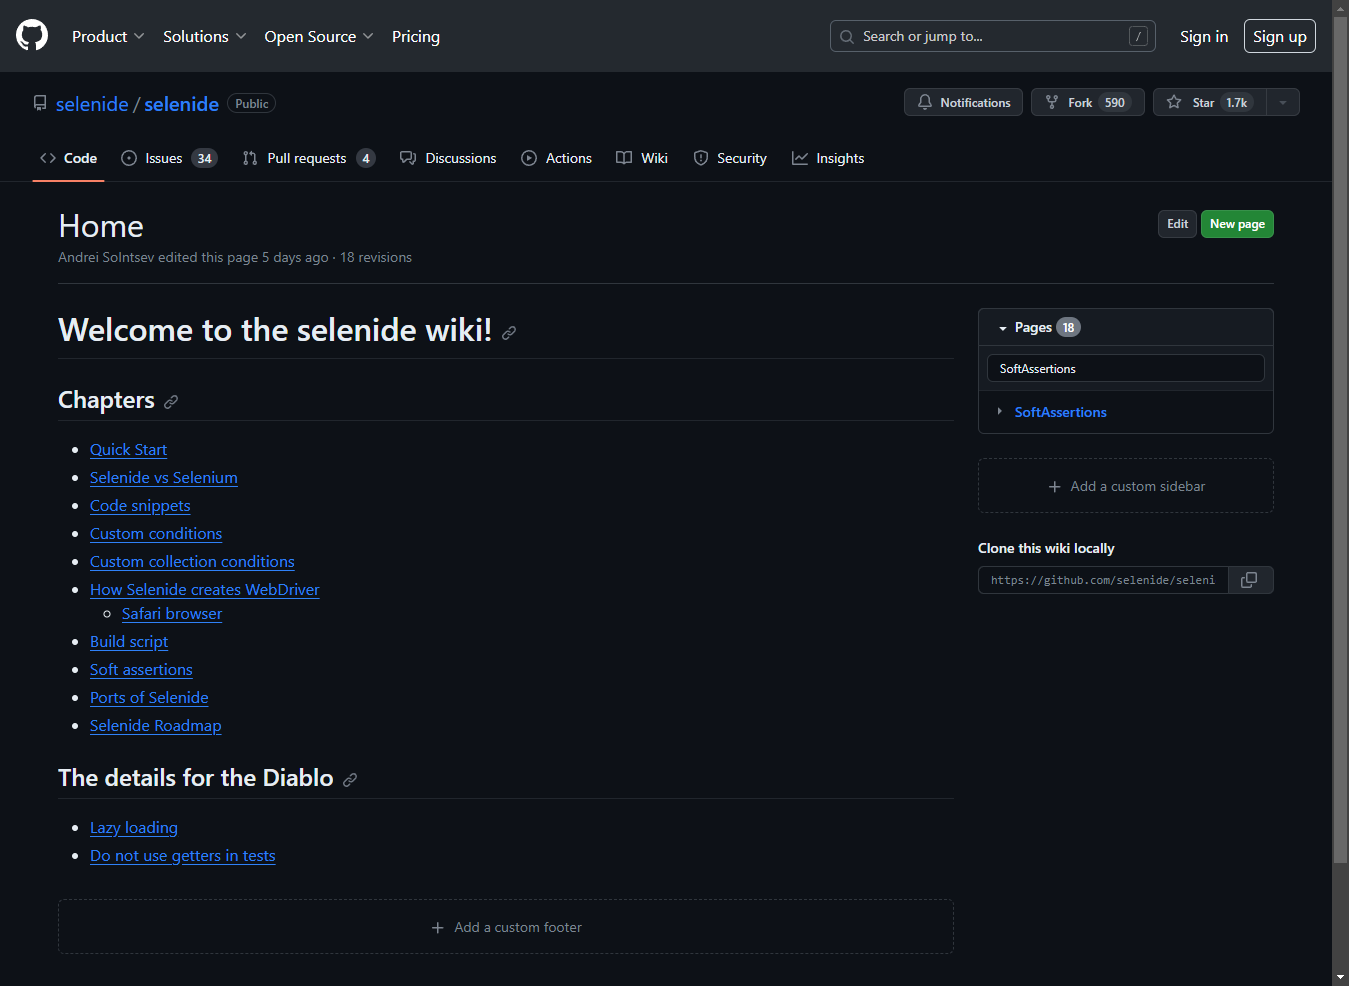 Product Solutions Open Source Pricing Search or jump to... / Sign in Sign up
selenide / selenide Public Notifications Fork 590 Star 1.7k
Code Issues 34 Pull requests 4 Discussions Actions Wiki Security Insights
Home
Edit New page
Andrei Solntsev edited this page 5 days ago · 18 revisions
Welcome to the selenide wiki!
Chapters
Quick Start
Selenide vs Selenium
Code snippets
Custom conditions
Custom collection conditions
How Selenide creates WebDriver
Safari browser
Build script
Soft assertions
Ports of Selenide
Selenide Roadmap
The details for the Diablo
Lazy loading
Do not use getters in tests
Add a custom footer
Pages 18
SoftAssertions
SoftAssertions
Add a custom sidebar
Clone this wiki locally
https://github.com/selenide/seleni